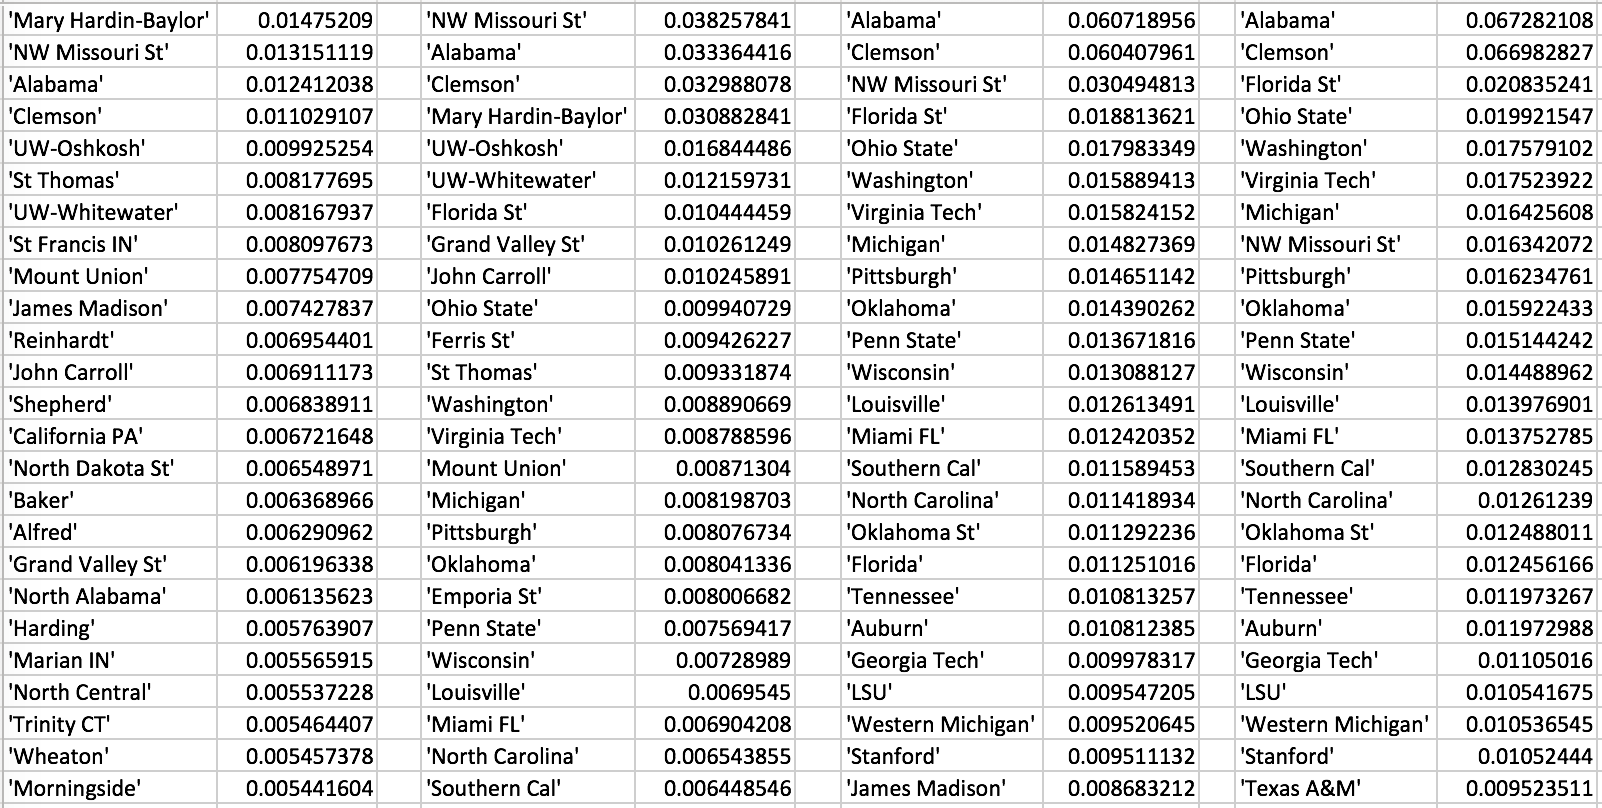 'Mary Hardin-Baylor' 0.01475209 'NW Missouri St' 0.038257841 'Alabama' 0.060718956 'Alabama' 0.067282108
'NW Missouri St' 0.013151119 'Alabama' 0.033364416 'Clemson' 0.060407961 'Clemson' 0.066982827
'Alabama' 0.012412038 'Clemson' 0.032988078 'NW Missouri St' 0.030494813 'Florida St' 0.020835241
'Clemson' 0.011029107 'Mary Hardin-Baylor' 0.030882841 'Florida St' 0.018813621 'Ohio State' 0.019921547
'UW-Oshkosh' 0.009925254 'UW-Oshkosh' 0.016844486 'Ohio State' 0.017983349 'Washington' 0.017579102
'St Thomas' 0.008177695 'UW-Whitewater' 0.012159731 'Washington' 0.015889413 'Virginia Tech' 0.017523922
'UW-Whitewater' 0.008167937 'Florida St' 0.010444459 'Virginia Tech' 0.015824152 'Michigan' 0.016425608
'St Francis IN' 0.008097673 'Grand Valley St' 0.010261249 'Michigan' 0.014827369 'NW Missouri St' 0.016342072
'Mount Union' 0.007754709 'John Carroll' 0.010245891 'Pittsburgh' 0.014651142 'Pittsburgh' 0.016234761
'James Madison' 0.007427837 'Ohio State' 0.009940729 'Oklahoma' 0.014390262 'Oklahoma' 0.015922433
'Reinhardt' 0.006954401 'Ferris St' 0.009426227 'Penn State' 0.013671816 'Penn State' 0.015144242
'John Carroll' 0.006911173 'St Thomas' 0.009331874 'Wisconsin' 0.013088127 'Wisconsin' 0.014488962
'Shepherd' 0.006838911 'Washington' 0.008890669 'Louisville' 0.012613491 'Louisville' 0.013976901
'California PA' 0.006721648 'Virginia Tech' 0.008788596 'Miami FL' 0.012420352 'Miami FL' 0.013752785
'North Dakota St' 0.006548971 'Mount Union' 0.00871304 'Southern Cal' 0.011589453 'Southern Cal' 0.012830245
'Baker' 0.006368966 'Michigan' 0.008198703 'North Carolina' 0.011418934 'North Carolina' 0.01261239
'Alfred' 0.006290962 'Pittsburgh' 0.008076734 'Oklahoma St' 0.011292236 'Oklahoma St' 0.012488011
'Grand Valley St' 0.006196338 'Oklahoma' 0.008041336 'Florida' 0.011251016 'Florida' 0.012456166
'North Alabama' 0.006135623 'Emporia St' 0.008006682 'Tennessee' 0.010813257 'Tennessee' 0.011973267
'Harding' 0.005763907 'Penn State' 0.007569417 'Auburn' 0.010812385 'Auburn' 0.011972988
'Marian IN' 0.005565915 'Wisconsin' 0.00728989 'Georgia Tech' 0.009978317 'Georgia Tech' 0.01105016
'North Central' 0.005537228 'Louisville' 0.0069545 'LSU' 0.009547205 'LSU' 0.010541675
'Trinity CT' 0.005464407 'Miami FL' 0.006904208 'Western Michigan' 0.009520645 'Western Michigan' 0.010536545
'Wheaton' 0.005457378 'North Carolina' 0.006543855 'Stanford' 0.009511132 'Stanford' 0.01052444
'Morningside' 0.005441604 'Southern Cal' 0.006448546 'James Madison' 0.008683212 'Texas A&M' 0.009523511